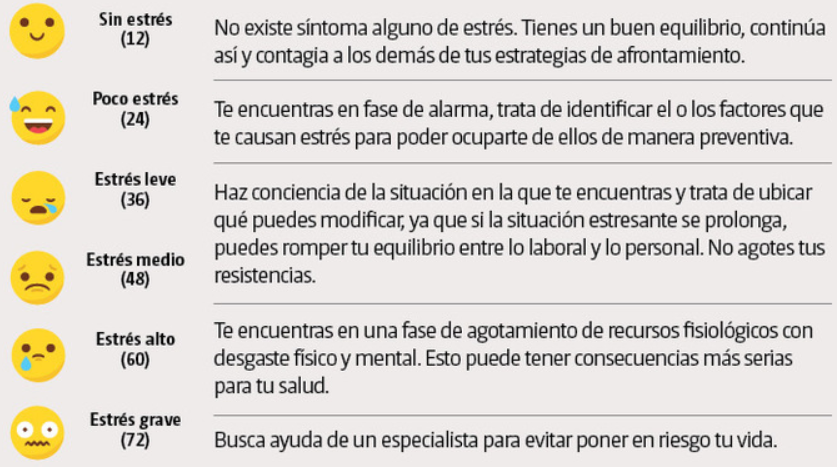 Sin estrés
(12)
No existe síntoma alguno de estrés. Tienes un buen equilibrio, continúa
así y contagia a los demás de tus estrategias de afrontamiento.
Poco estrés
(24)
Te encuentras en fase de alarma, trata de identificar el o los factores que
te causan estrés para poder ocuparte de ellos de manera preventiva.
Estrés leve
(36)
Estrés medio
(48)
Haz conciencia de la situación en la que te encuentras y trata de ubicar
qué puedes modificar, ya que si la situación estresante se prolonga,
puedes romper tu equilibrio entre lo laboral y lo personal. No agotes tus
resistencias.
Estrés alto
(60)
Te encuentras en una fase de agotamiento de recursos fisiológicos con
desgaste físico y mental. Esto puede tener consecuencias más serias
para tu salud.
Estrés grave
(72)
Busca ayuda de un especialista para evitar poner en riesgo tu vida.